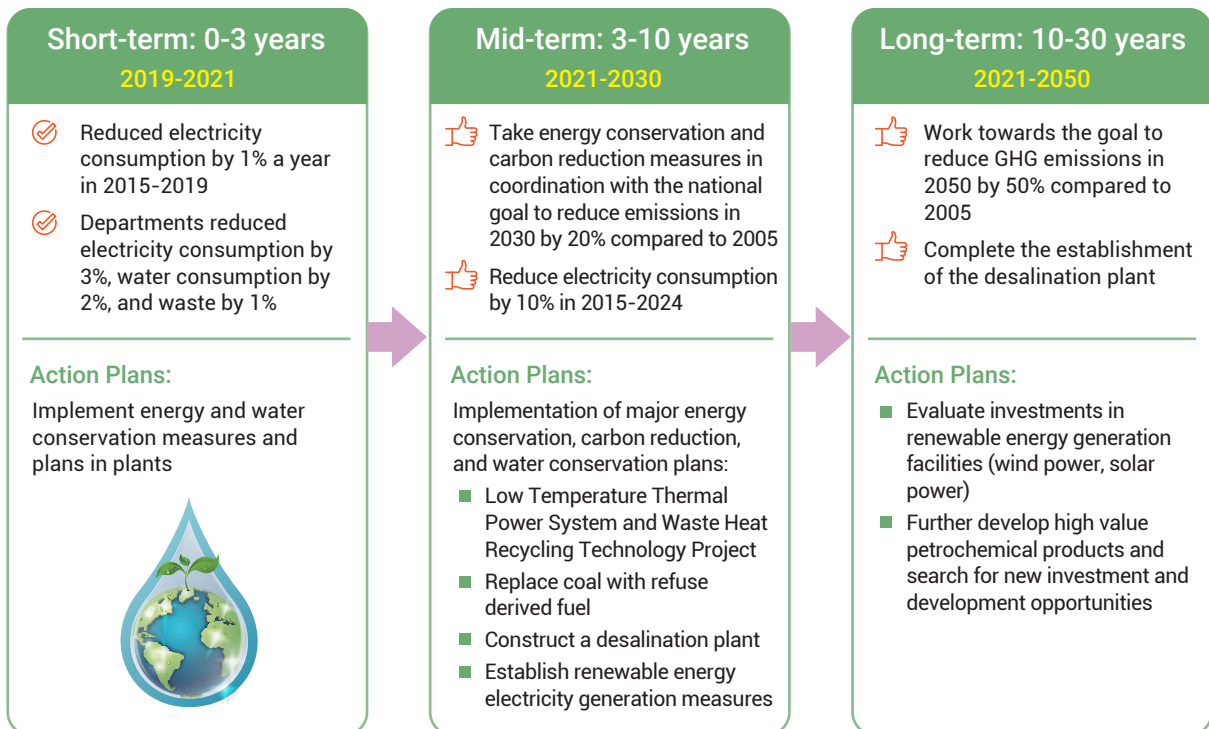 Short-term: 0-3 years
2019-2021
Reduced electricity
consumption by 1% a year
in 2015-2019
Departments reduced
electricity consumption by
3%, water consumption by
2%, and waste by 1%
Action Plans:
Implement energy and water
conservation measures and
plans in plants
Mid-term: 3-10 years
2021-2030
Take energy conservation and
carbon reduction measures in
coordination with the national
goal to reduce emissions in
2030 by 20% compared to 2005
Reduce electricity consumption
by 10% in 2015-2024
Action Plans:
Implementation of major energy
conservation, carbon reduction,
and water conservation plans:
Low Temperature Thermal
Power System and Waste Heat
Recycling Technology Project
Replace coal with refuse
derived fuel
Construct a desalination plant
Establish renewable energy
electricity generation measures
Long-term: 10-30 years
2021-2050
Work towards the goal to
reduce GHG emissions in
2050 by 50% compared to
2005
Complete the establishment
of the desalination plant
Action Plans:
Evaluate investments in
renewable energy generation
facilities (wind power, solar
power)
Further develop high value
petrochemical products and
search for new investment and
development opportunities